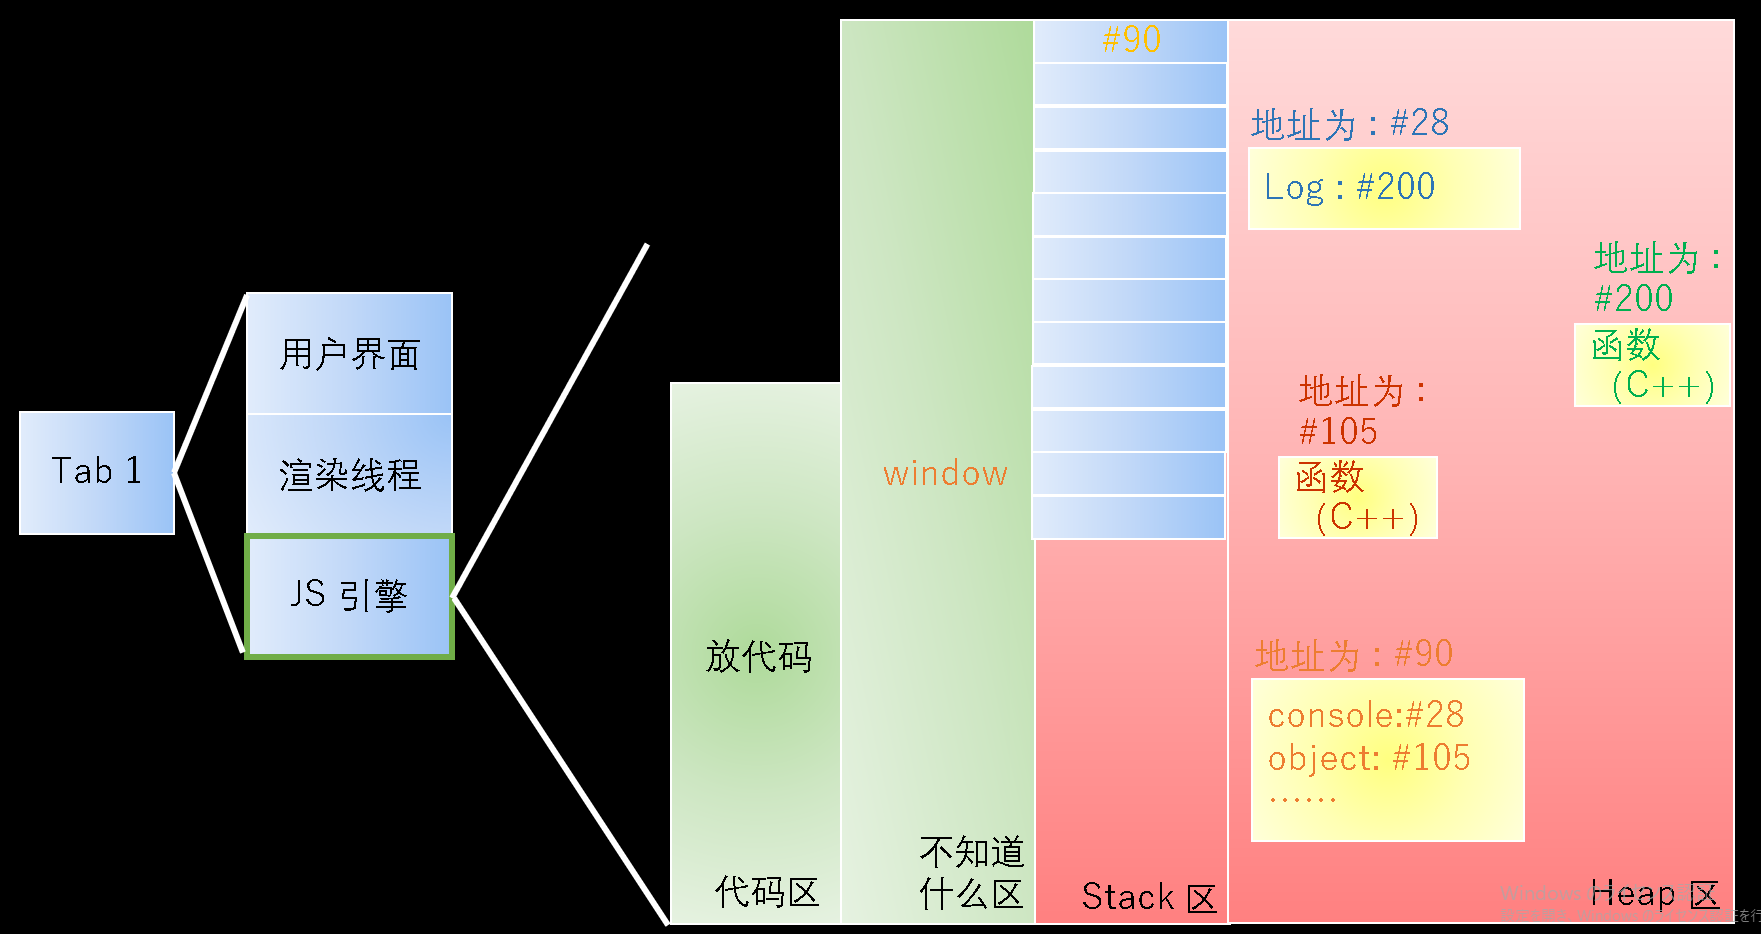 Tab 1
用户界面
渲染线程
JS 引擎
放代码
代码区
window
不知道
什么区
#90
Stack 区
地址为：#28
Log : #200
地址为：
#200
函数
（C++）
地址为：
#105
函数
（C++）
地址为：#90
console:#28
object: #105
……
Heap 区